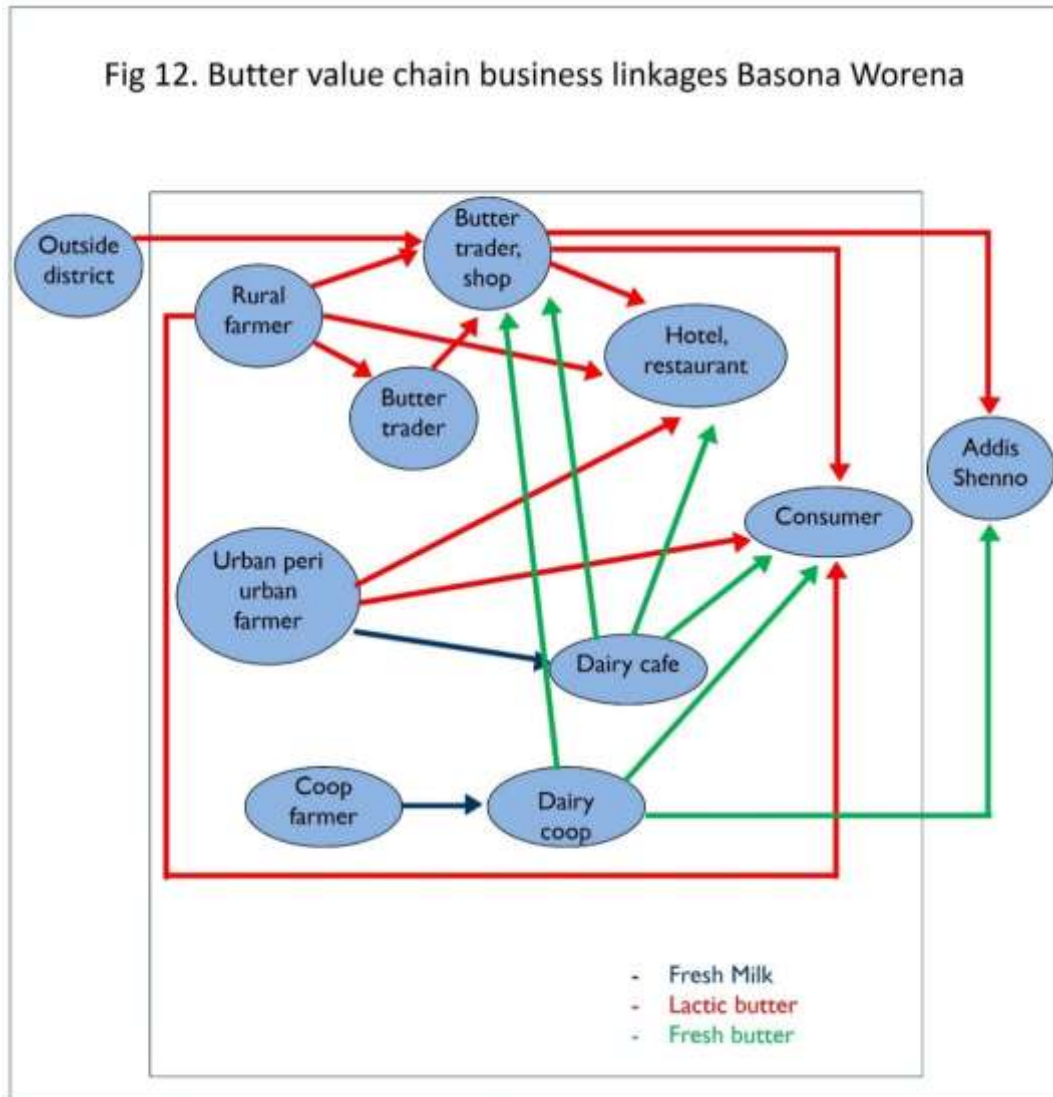 Fig 12. Butter value chain business linkages Basona Worena
Outside
district
Butter
trader,
shop
Rural
farmer
Hotel,
restaurant
Butter
trader
Addis
Shenno
Consumer
Urban peri
urban
farmer
Dairy cafe
Coop
farmer
Dairy
coop
- Fresh Milk
- Lactic butter
- Fresh butter